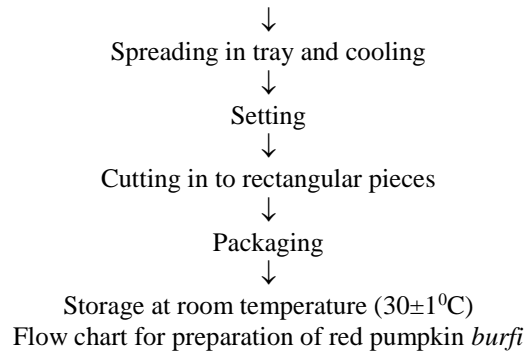 ↓
Spreading in tray and cooling
↓
Setting
↓
Cutting in to rectangular pieces
↓
Packaging
↓
Storage at room temperature (30±1⁰C)
Flow chart for preparation of red pumpkin burfi